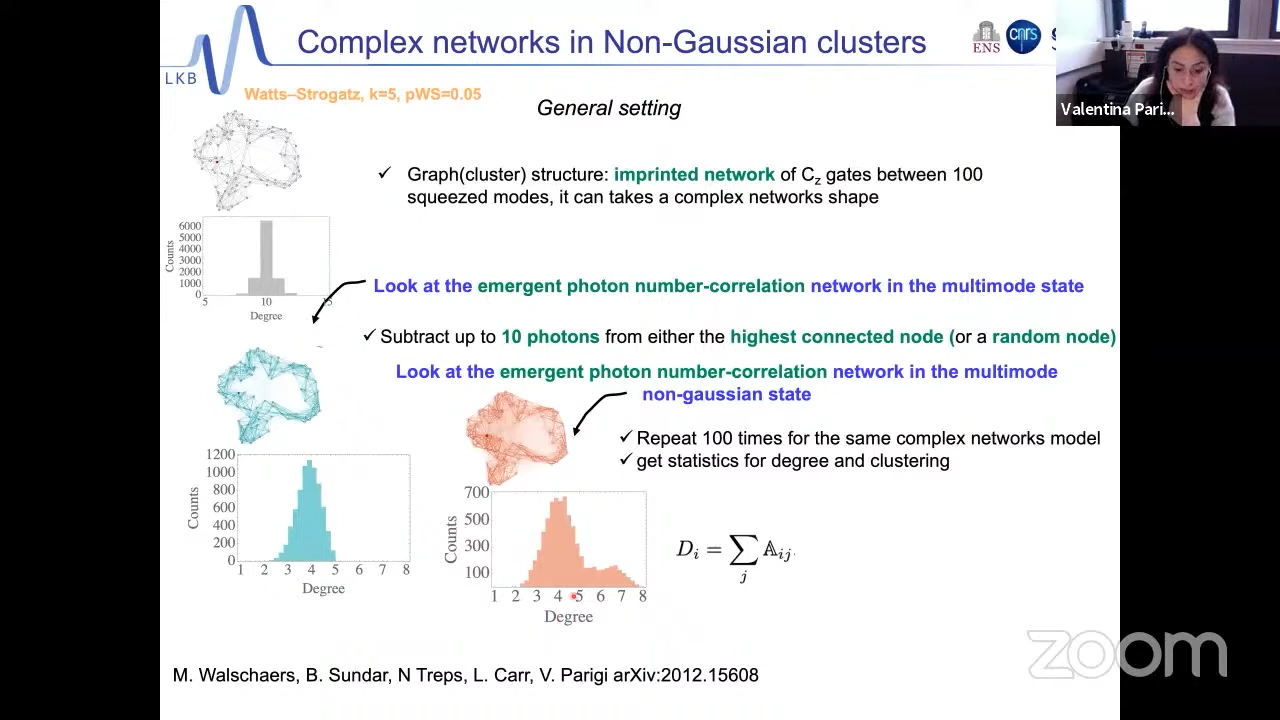 Complex networks in Non-Gaussian clusters
LKB
ENS
cnrs
Valentina Pari...
Watts–Strogatz, k=5, pWS=0.05
General setting
✓ Graph(cluster) structure: imprinted network of Cz gates between 100
squeezed modes, it can takes a complex networks shape
6000
5000
4000
3000
2000
1000
0
Counts
5 10 15
Degree
Look at the emergent photon number-correlation network in the multimode state
✓ Subtract up to 10 photons from either the highest connected node (or a random node)
Look at the emergent photon number-correlation network in the multimode
non-gaussian state
✓ Repeat 100 times for the same complex networks model
✓ get statistics for degree and clustering
1200
1000
800
600
400
200
0
Counts
1 2 3 4 5 6 7 8
Degree
700
500
300
100
Counts
1 2 3 4 5 6 7 8
Degree
D_i = ∑_j 𝔸_ij
zoom
M. Walschaers, B. Sundar, N Treps, L. Carr, V. Parigi arXiv:2012.15608